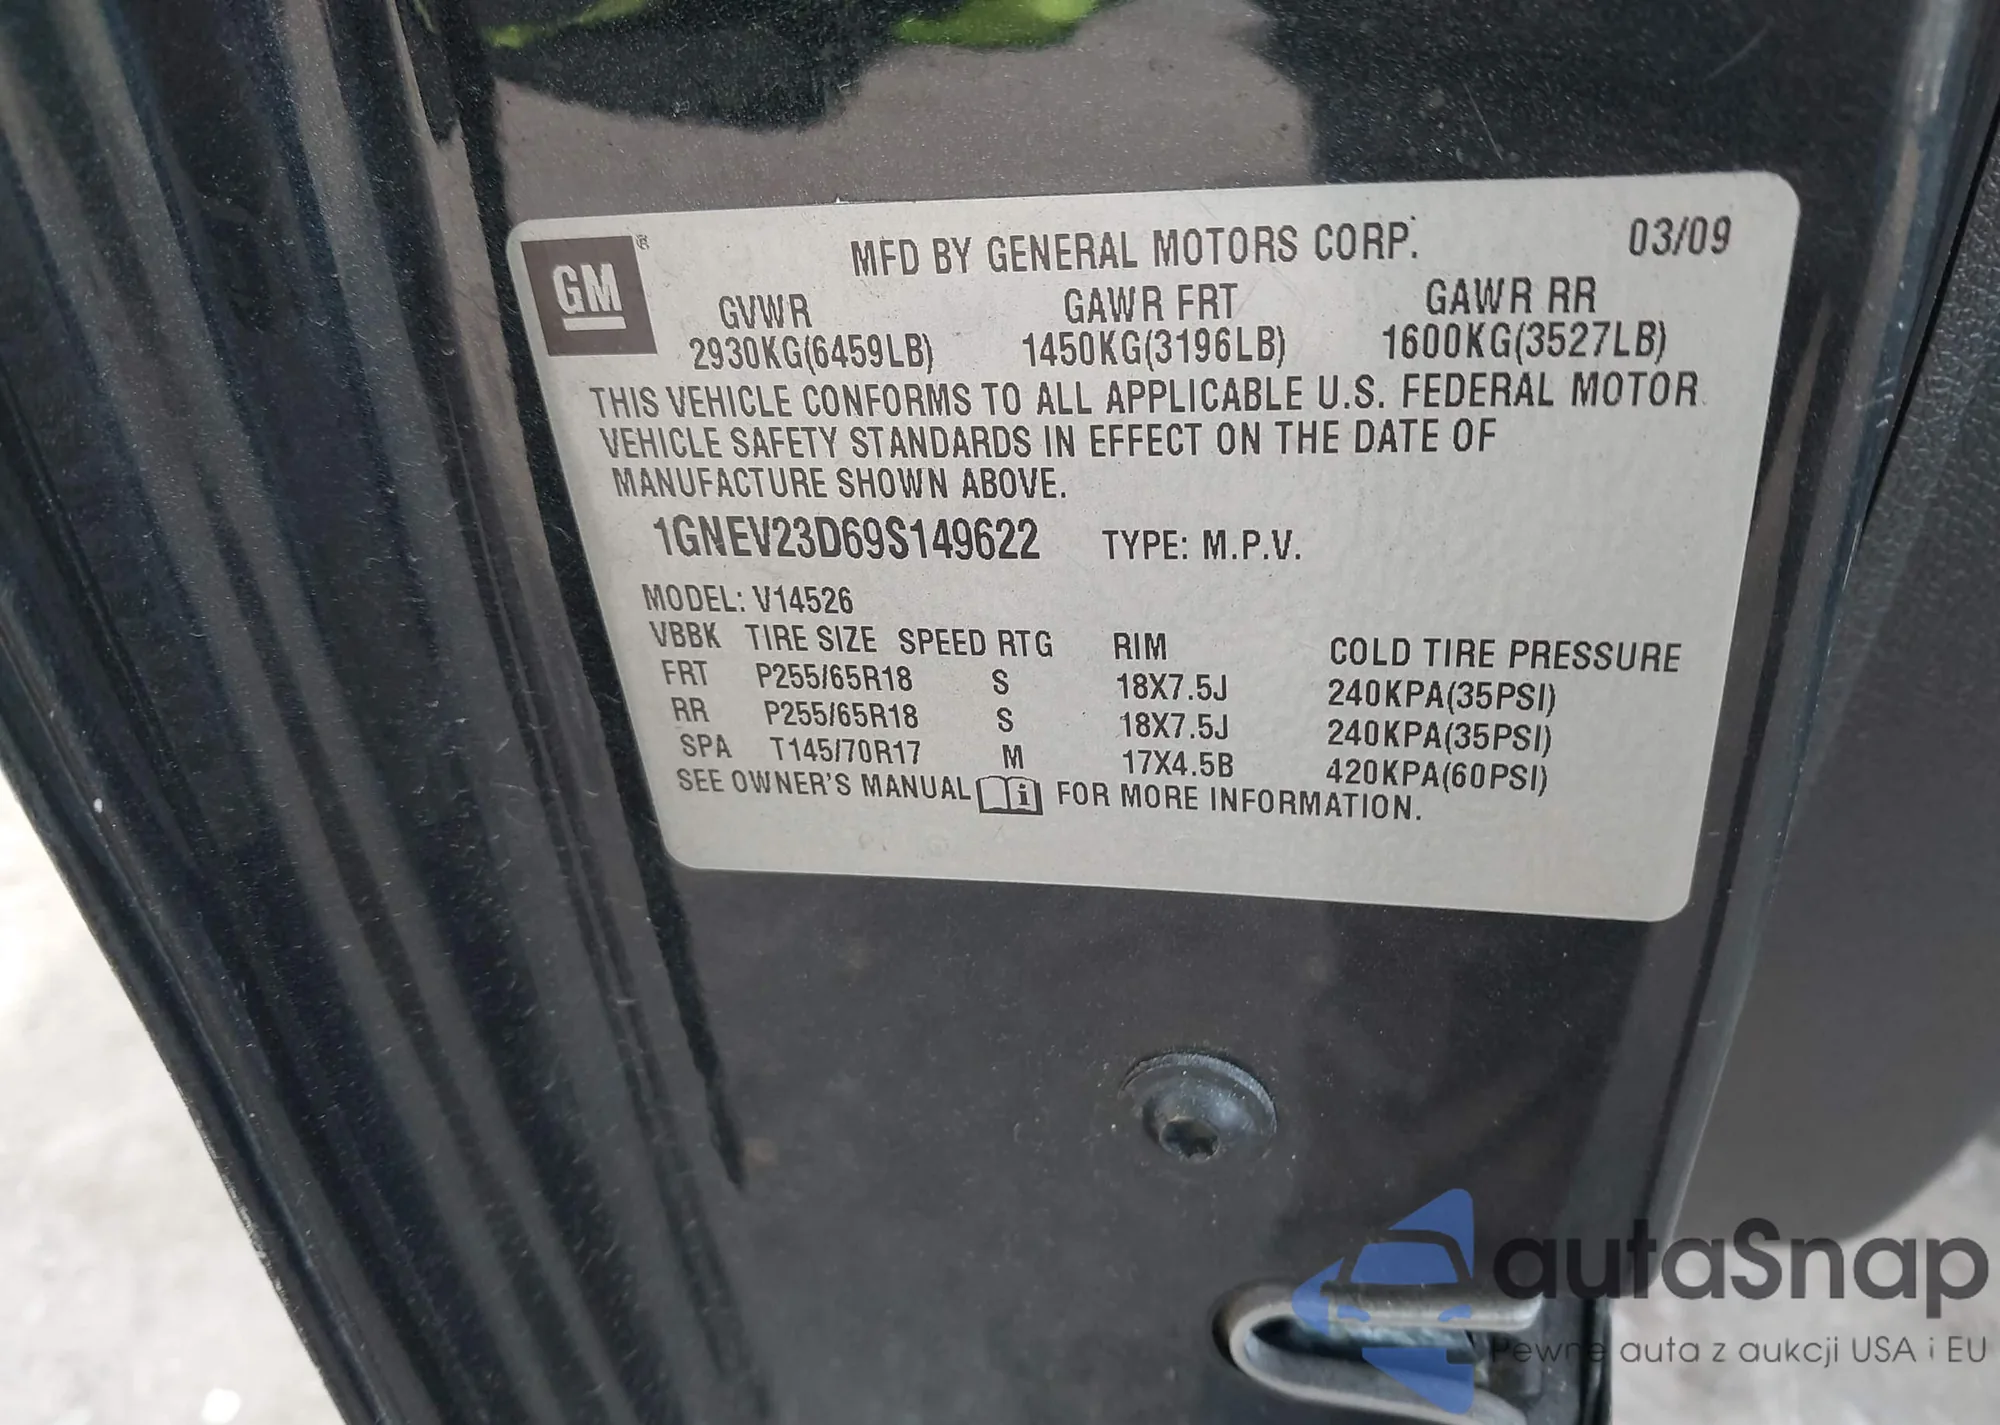 GM ®
MFD BY GENERAL MOTORS CORP. 03/09
GVWR GAWR FRT GAWR RR
2930KG(6459LB) 1450KG(3196LB) 1600KG(3527LB)
THIS VEHICLE CONFORMS TO ALL APPLICABLE U.S. FEDERAL MOTOR
VEHICLE SAFETY STANDARDS IN EFFECT ON THE DATE OF
MANUFACTURE SHOWN ABOVE.
1GNEV23D69S149622 TYPE: M.P.V.
MODEL: V14526
VBBK TIRE SIZE SPEED RTG RIM COLD TIRE PRESSURE
FRT P255/65R18 S 18X7.5J 240KPA(35PSI)
RR P255/65R18 S 18X7.5J 240KPA(35PSI)
SPA T145/70R17 M 17X4.5B 420KPA(60PSI)
SEE OWNER'S MANUAL i FOR MORE INFORMATION.
autaSnap
Pewne auta z aukcji USA i EU